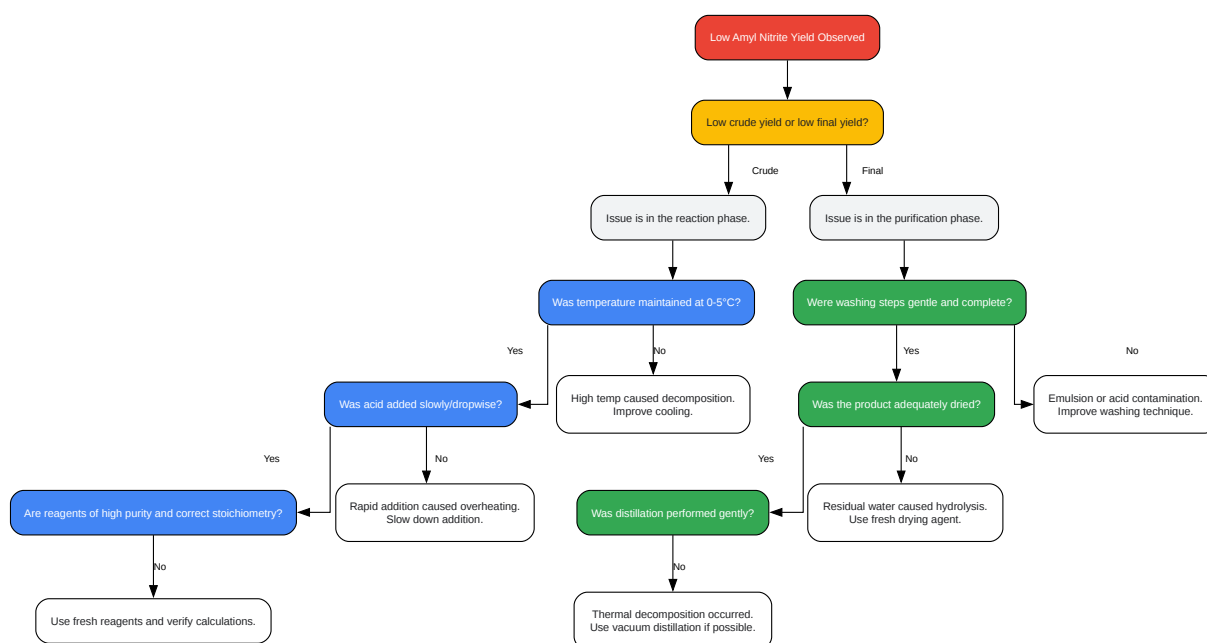 Low Amyl Nitrite Yield Observed
Low crude yield or low final yield?
Crude
Final
Issue is in the reaction phase.
Issue is in the purification phase.
Was temperature maintained at 0-5°C?
Were washing steps gentle and complete?
Yes
No
Yes
No
Was acid added slowly/dropwise?
High temp caused decomposition.
Improve cooling.
Was the product adequately dried?
Emulsion or acid contamination.
Improve washing technique.
Yes
No
Yes
No
Are reagents of high purity and correct stoichiometry?
Rapid addition caused overheating.
Slow down addition.
Was distillation performed gently?
Residual water caused hydrolysis.
Use fresh drying agent.
No
No
Use fresh reagents and verify calculations.
Thermal decomposition occurred.
Use vacuum distillation if possible.